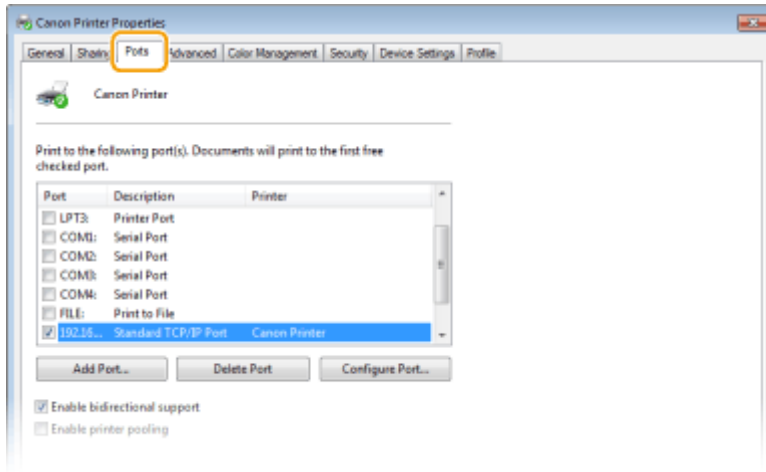 Canon Printer Properties
General Sharing Ports Advanced Color Management Security Device Settings Profile
Canon Printer
Print to the following port(s). Documents will print to the first free
checked port.
Port Description Printer
LPT3: Printer Port
COM1: Serial Port
COM2: Serial Port
COM3: Serial Port
COM4: Serial Port
FILE: Print to File
192.16... Standard TCP/IP Port Canon Printer
Add Port... Delete Port Configure Port...
Enable bidirectional support
Enable printer pooling